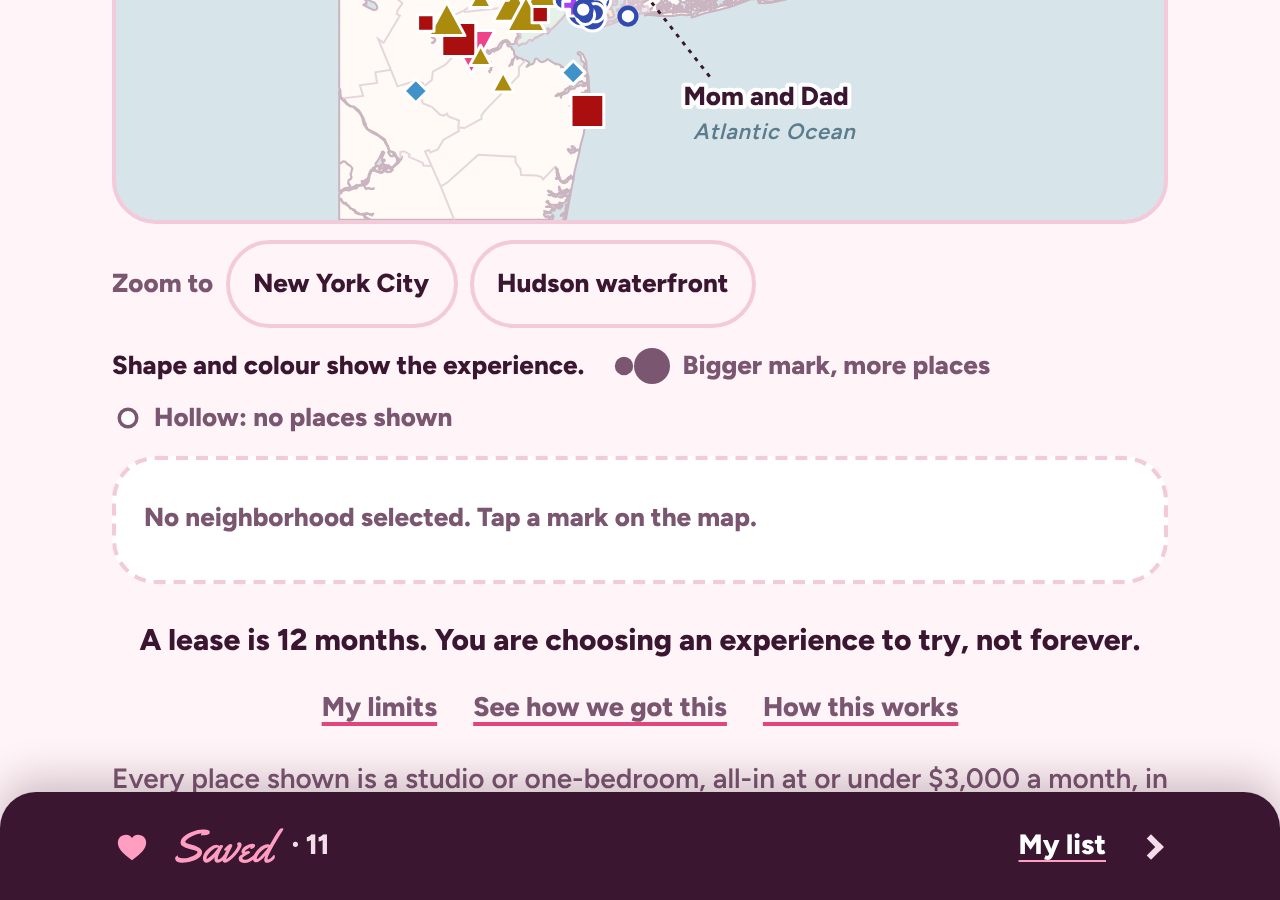 Mom and Dad
Atlantic Ocean
Zoom to New York City Hudson waterfront
Shape and colour show the experience. Bigger mark, more places
Hollow: no places shown
No neighborhood selected. Tap a mark on the map.
A lease is 12 months. You are choosing an experience to try, not forever.
My limits See how we got this How this works
Every place shown is a studio or one-bedroom, all-in at or under $3,000 a month, in
Saved · 11 My list